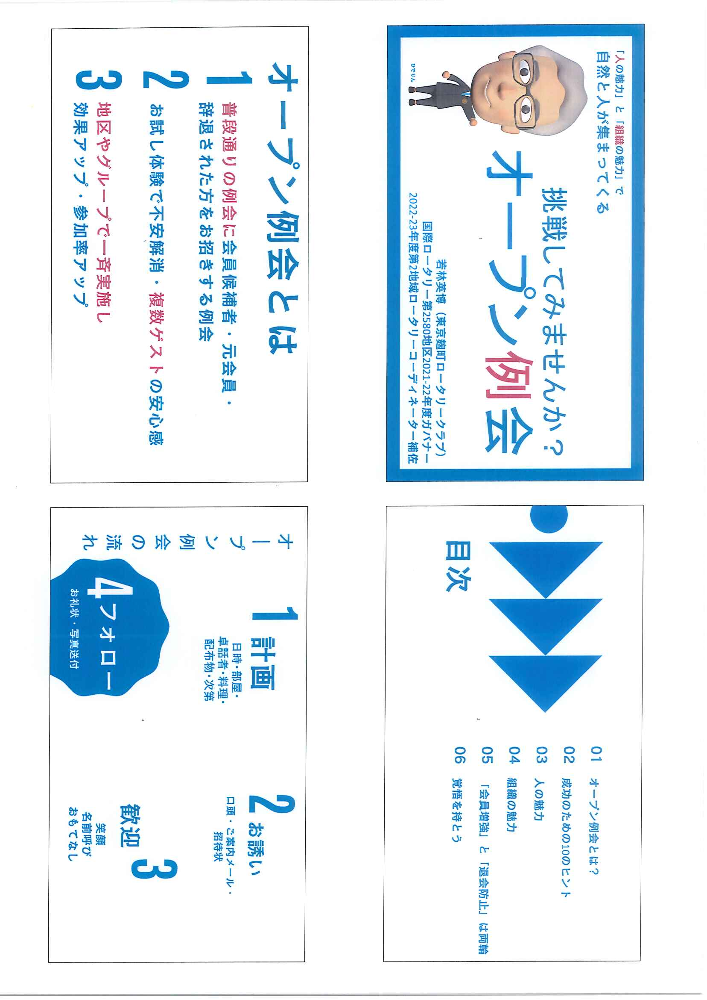 「人の魅力」と「組織の魅力」で
自然と人が集まってくる
挑戦してみませんか？
オープン例会
若林英博（東京麹町ロータリークラブ）
国際ロータリー第2580地区2021-22年度ガバナー
2022-23年度第2地域ロータリーコーディネーター補佐
ひでりん
1
目次
01 オープン例会とは？
02 成功のための10のヒント
03 人の魅力
04 組織の魅力
05 「会員増強」と「退会防止」は両輪
06 覚悟を持とう
2
オープン例会とは
1 普段通りの例会に会員候補者・元会員・
辞退された方をお招きする例会
2 お試し体験で不安解消・複数ゲストの安心感
3 地区やグループで一斉実施し
効果アップ・参加率アップ
オープン例会の流れ
1 計画
日時・部屋・
卓話者・料理・
配布物・次第
2 お誘い
口頭・ご案内メール・
招待状
3
歓迎
笑顔
名前呼び
おもてなし
4 フォロー
お礼状・写真送付
4